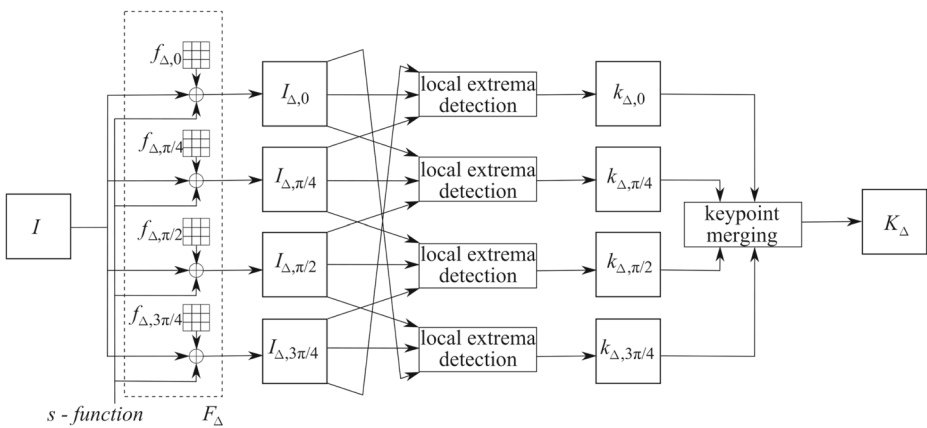 f_{Δ,0}
I_{Δ,0}
local extrema
detection
k_{Δ,0}
f_{Δ,π/4}
I_{Δ,π/4}
local extrema
detection
k_{Δ,π/4}
I
keypoint
merging
K_Δ
f_{Δ,π/2}
I_{Δ,π/2}
local extrema
detection
k_{Δ,π/2}
f_{Δ,3π/4}
I_{Δ,3π/4}
local extrema
detection
k_{Δ,3π/4}
s - function
F_Δ